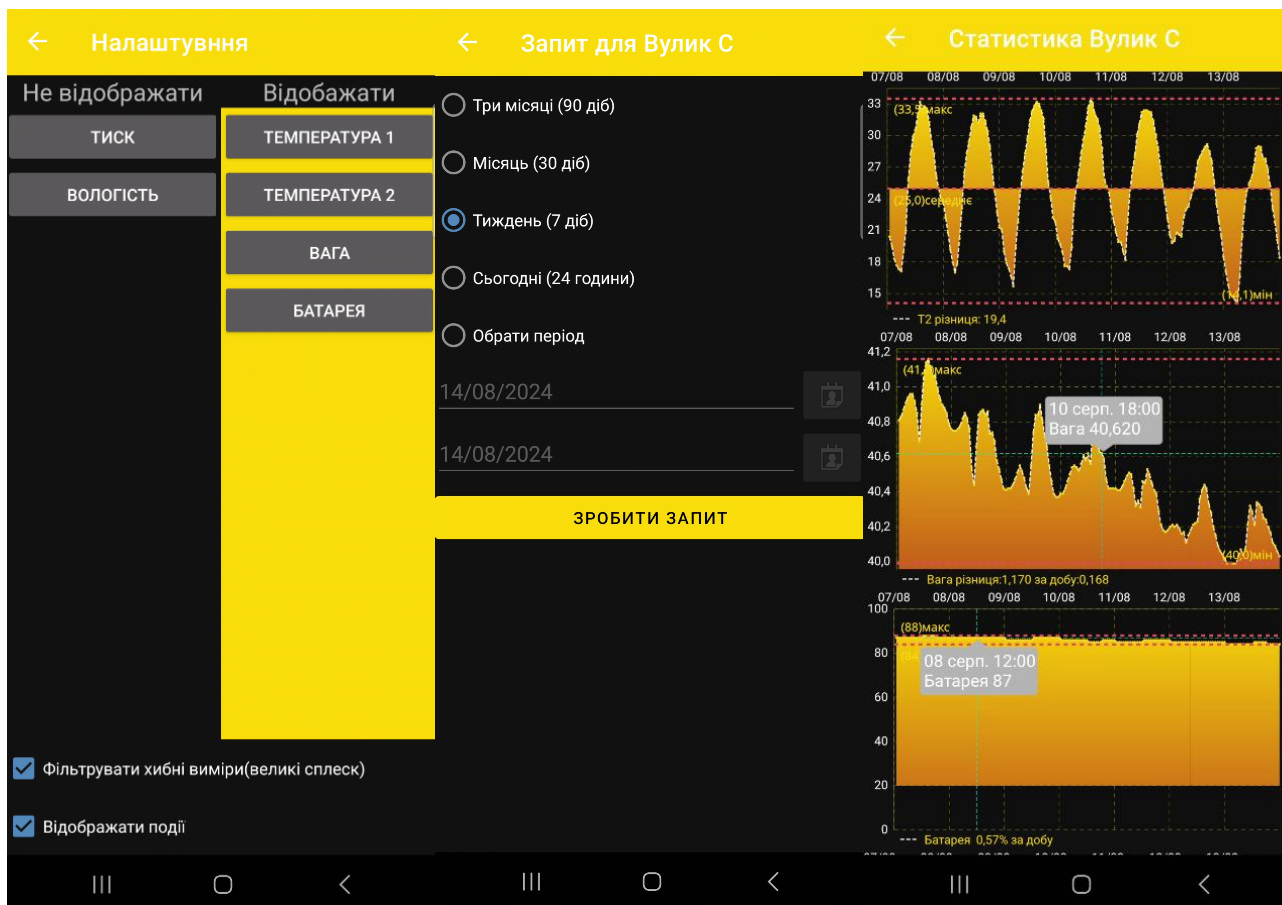 Налаштувння
Не відображати
Відобажати
ТИСК
ВОЛОГІСТЬ
ТЕМПЕРАТУРА 1
ТЕМПЕРАТУРА 2
ВАГА
БАТАРЕЯ
Фільтрувати хибні виміри(великі сплеск)
Відображати події
Запит для Вулик С
Три місяці (90 діб)
Місяць (30 діб)
Тиждень (7 діб)
Сьогодні (24 години)
Обрати період
14/08/2024
14/08/2024
ЗРОБИТИ ЗАПИТ
Статистика Вулик С
07/08 08/08 09/08 10/08 11/08 12/08 13/08
33
(33,5)макс
30
27
24
(25,0)середнє
21
18
15
(14,1)мін
--- T2 різниця: 19,4
07/08 08/08 09/08 10/08 11/08 12/08 13/08
41,2
макс
41,0
40,8
10 серп. 18:00
Вага 40,620
40,6
40,4
40,2
40,0
(40,0)мін
--- Вага різниця:1,170 за добу:0,168
07/08 08/08 09/08 10/08 11/08 12/08 13/08
100
(88)макс
80
08 серп. 12:00
Батарея 87
60
40
20
0
--- Батарея 0,57% за добу